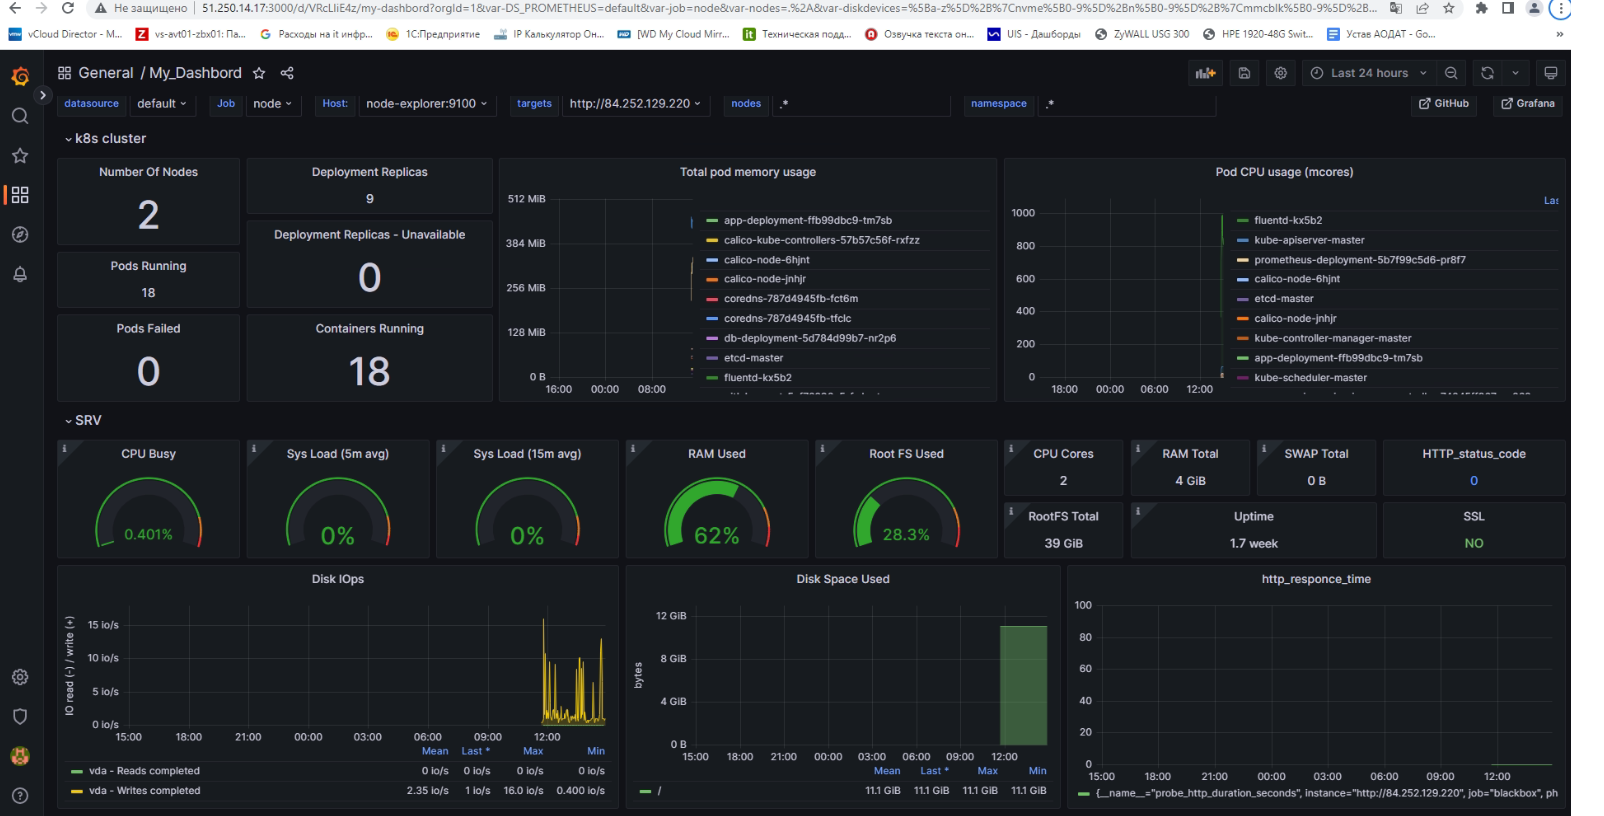 Не защищено
51.250.14.17:3000/d/VRcLIiE4z/my-dashbord?orgId=1&var-DS_PROMETHEUS=default&var-job=node&var-nodes=.%2A&var-diskdevices=%5Ba-z%5D%2B%7Cnvme%5B0-9%5D%2Bn%5B0-9%5D%2B%7Cmmcblk%5B0-9%5D%2B...
vCloud Director - M...
vs-avt01-zbx01: Па...
Расходы на it инфр...
1С:Предприятие
IP Калькулятор Он...
[WD My Cloud Mirr...
Техническая подд...
Озвучка текста он...
UIS - Дашборды
ZyWALL USG 300
HPE 1920-48G Swit...
Устав АОДАТ - Go...
General / My_Dashbord
Last 24 hours
datasource default
Job node
Host: node-explorer:9100
targets http://84.252.129.220
nodes .*
namespace .*
GitHub
Grafana
k8s cluster
Number Of Nodes
2
Pods Running
18
Pods Failed
0
Deployment Replicas
9
Deployment Replicas - Unavailable
0
Containers Running
18
Total pod memory usage
512 MiB
384 MiB
256 MiB
128 MiB
0 B
16:00 00:00 08:00
app-deployment-ffb99dbc9-tm7sb
calico-kube-controllers-57b57c56f-rxfzz
calico-node-6hjnt
calico-node-jnhjr
coredns-787d4945fb-fct6m
coredns-787d4945fb-tfclc
db-deployment-5d784d99b7-nr2p6
etcd-master
fluentd-kx5b2
Pod CPU usage (mcores)
Las
1000
800
600
400
200
0
18:00 00:00 06:00 12:00
fluentd-kx5b2
kube-apiserver-master
prometheus-deployment-5b7f99c5d6-pr8f7
calico-node-6hjnt
etcd-master
calico-node-jnhjr
kube-controller-manager-master
app-deployment-ffb99dbc9-tm7sb
kube-scheduler-master
SRV
CPU Busy
0.401%
Sys Load (5m avg)
0%
Sys Load (15m avg)
0%
RAM Used
62%
Root FS Used
28.3%
CPU Cores
2
RAM Total
4 GiB
SWAP Total
0 B
HTTP_status_code
0
RootFS Total
39 GiB
Uptime
1.7 week
SSL
NO
Disk IOps
IO read (-) / write (+)
15 io/s
10 io/s
5 io/s
0 io/s
15:00 18:00 21:00 00:00 03:00 06:00 09:00 12:00
Mean Last * Max Min
vda - Reads completed 0 io/s 0 io/s 0 io/s 0 io/s
vda - Writes completed 2.35 io/s 1 io/s 16.0 io/s 0.400 io/s
Disk Space Used
bytes
12 GiB
8 GiB
4 GiB
0 B
15:00 18:00 21:00 00:00 03:00 06:00 09:00 12:00
Mean Last * Max Min
/ 11.1 GiB 11.1 GiB 11.1 GiB 11.1 GiB
http_responce_time
100
80
60
40
20
0
15:00 18:00 21:00 00:00 03:00 06:00 09:00 12:00
{__name__="probe_http_duration_seconds", instance="http://84.252.129.220", job="blackbox", ph